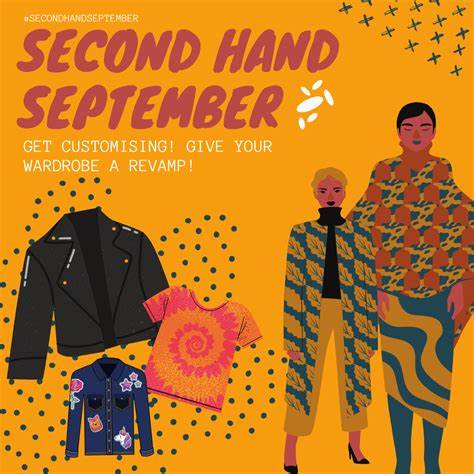 #SECONDHANDSEPTEMBER
SECOND HAND
SEPTEMBER
GET CUSTOMISING! GIVE YOUR
WARDROBE A REVAMP!